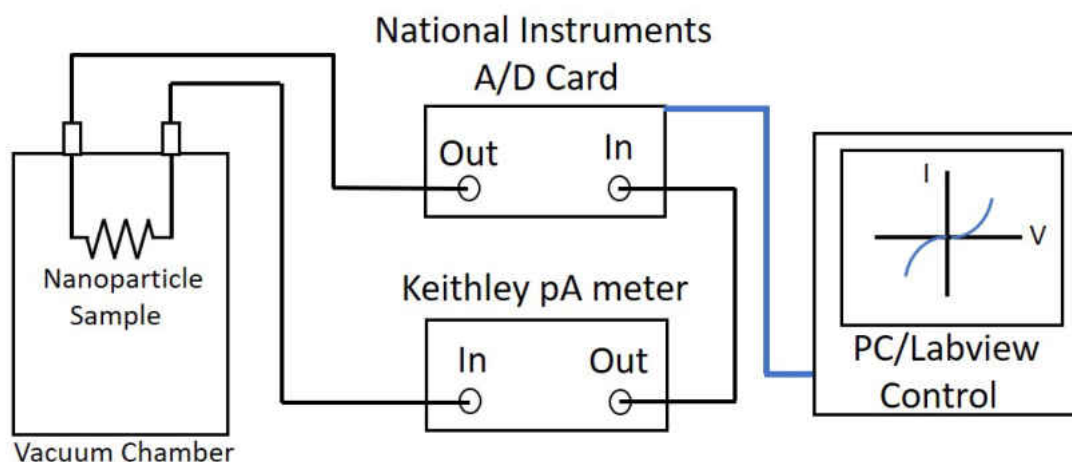 National Instruments
A/D Card
Out
In
I
V
Nanoparticle
Sample
Keithley pA meter
In
Out
PC/Labview
Control
Vacuum Chamber